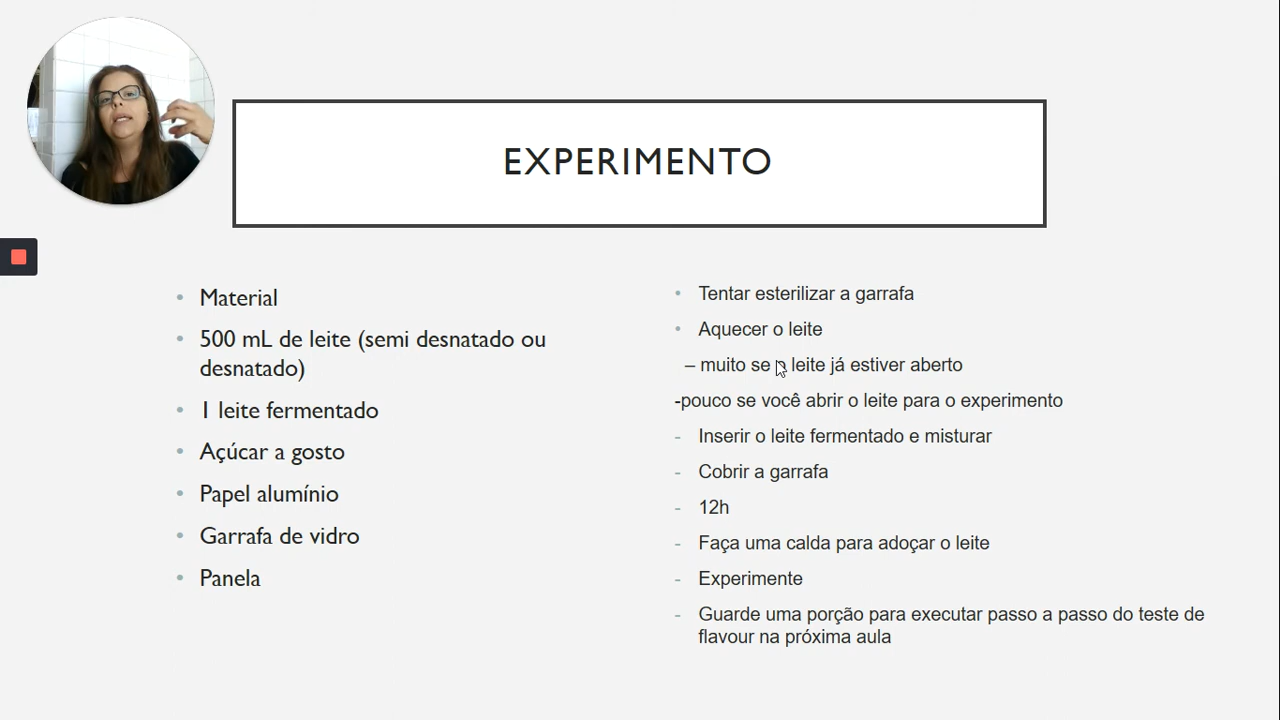 EXPERIMENTO
• Material
• 500 mL de leite (semi desnatado ou
desnatado)
• 1 leite fermentado
• Açúcar a gosto
• Papel alumínio
• Garrafa de vidro
• Panela
• Tentar esterilizar a garrafa
• Aquecer o leite
– muito se o leite já estiver aberto
-pouco se você abrir o leite para o experimento
- Inserir o leite fermentado e misturar
- Cobrir a garrafa
- 12h
- Faça uma calda para adoçar o leite
- Experimente
- Guarde uma porção para executar passo a passo do teste de
flavour na próxima aula